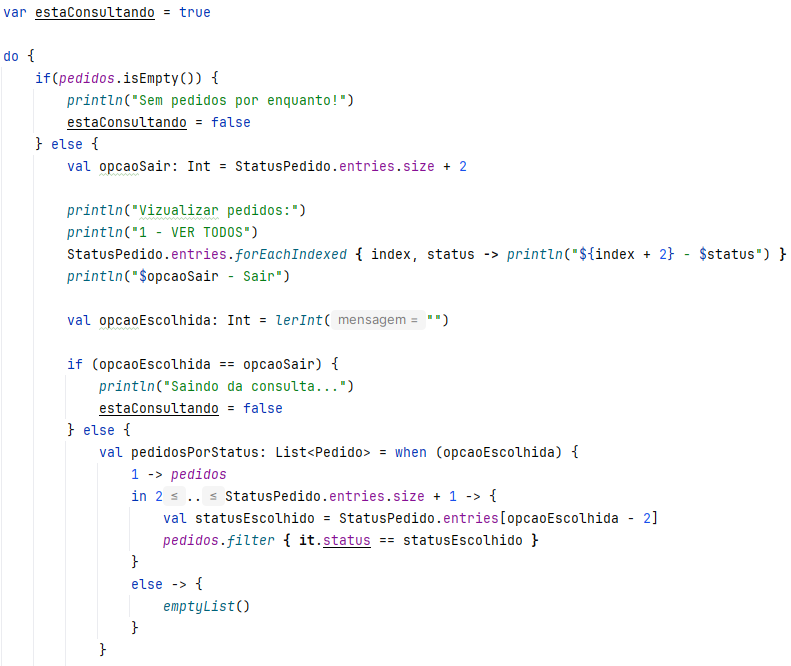 var estaConsultando = true
do {
if(pedidos.isEmpty()) {
println("Sem pedidos por enquanto!")
estaConsultando = false
} else {
val opcaoSair: Int = StatusPedido.entries.size + 2
println("Vizualizar pedidos:")
println("1 - VER TODOS")
StatusPedido.entries.forEachIndexed { index, status -> println("${index + 2} - $status") }
println("$opcaoSair - Sair")
val opcaoEscolhida: Int = lerInt( mensagem = "")
if (opcaoEscolhida == opcaoSair) {
println("Saindo da consulta...")
estaConsultando = false
} else {
val pedidosPorStatus: List<Pedido> = when (opcaoEscolhida) {
1 -> pedidos
in 2 ≤ .. ≤ StatusPedido.entries.size + 1 -> {
val statusEscolhido = StatusPedido.entries[opcaoEscolhida - 2]
pedidos.filter { it.status == statusEscolhido }
}
else -> {
emptyList()
}
}